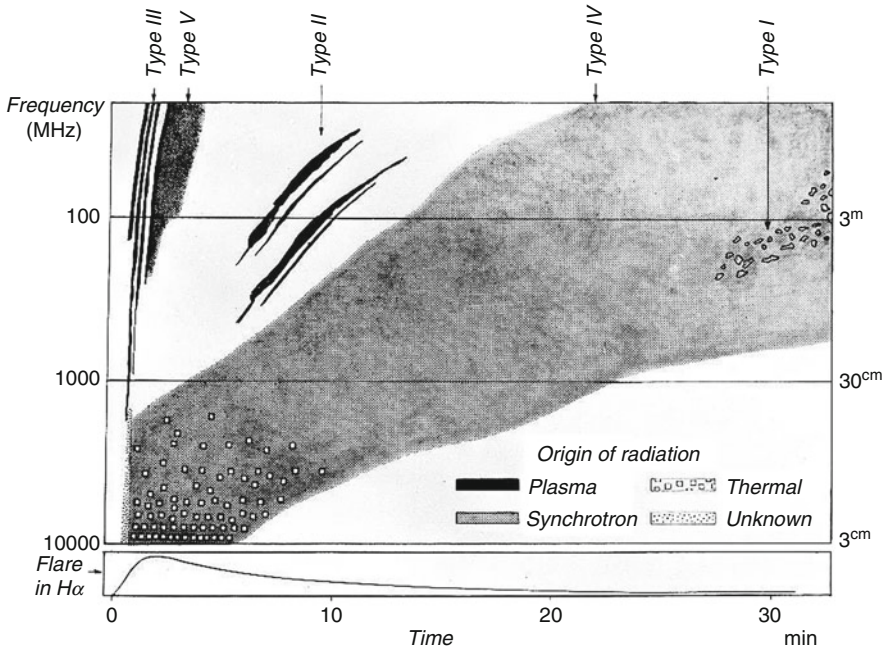 Type III
Type V
Type II
Type IV
Type I
Frequency
(MHz)
100
3m
1000
30cm
Origin of radiation
Plasma
Thermal
Synchrotron
Unknown
10000
3cm
Flare
in Hα
0
10
20
30
Time
min